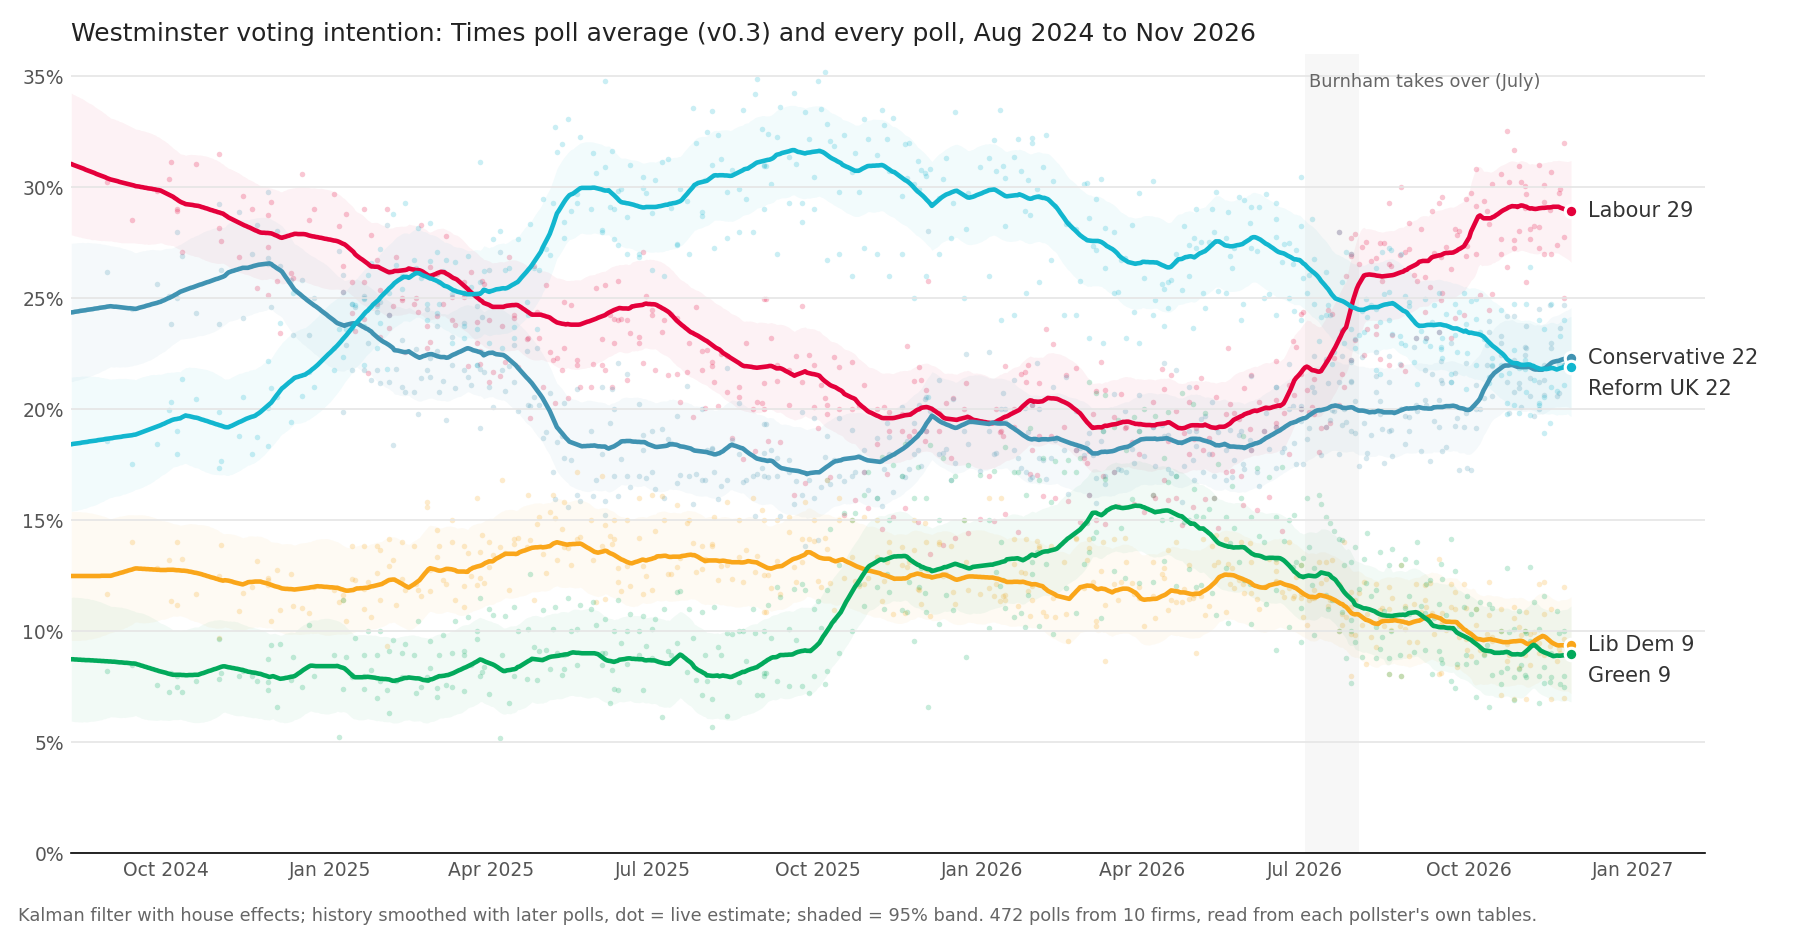 Westminster voting intention: Times poll average (v0.3) and every poll, Aug 2024 to Nov 2026
35%
Burnham takes over (July)
30%
Labour 29
25%
Conservative 22
Reform UK 22
20%
15%
10%
Lib Dem 9
Green 9
5%
0%
Oct 2024 Jan 2025 Apr 2025 Jul 2025 Oct 2025 Jan 2026 Apr 2026 Jul 2026 Oct 2026 Jan 2027
Kalman filter with house effects; history smoothed with later polls, dot = live estimate; shaded = 95% band. 472 polls from 10 firms, read from each pollster's own tables.